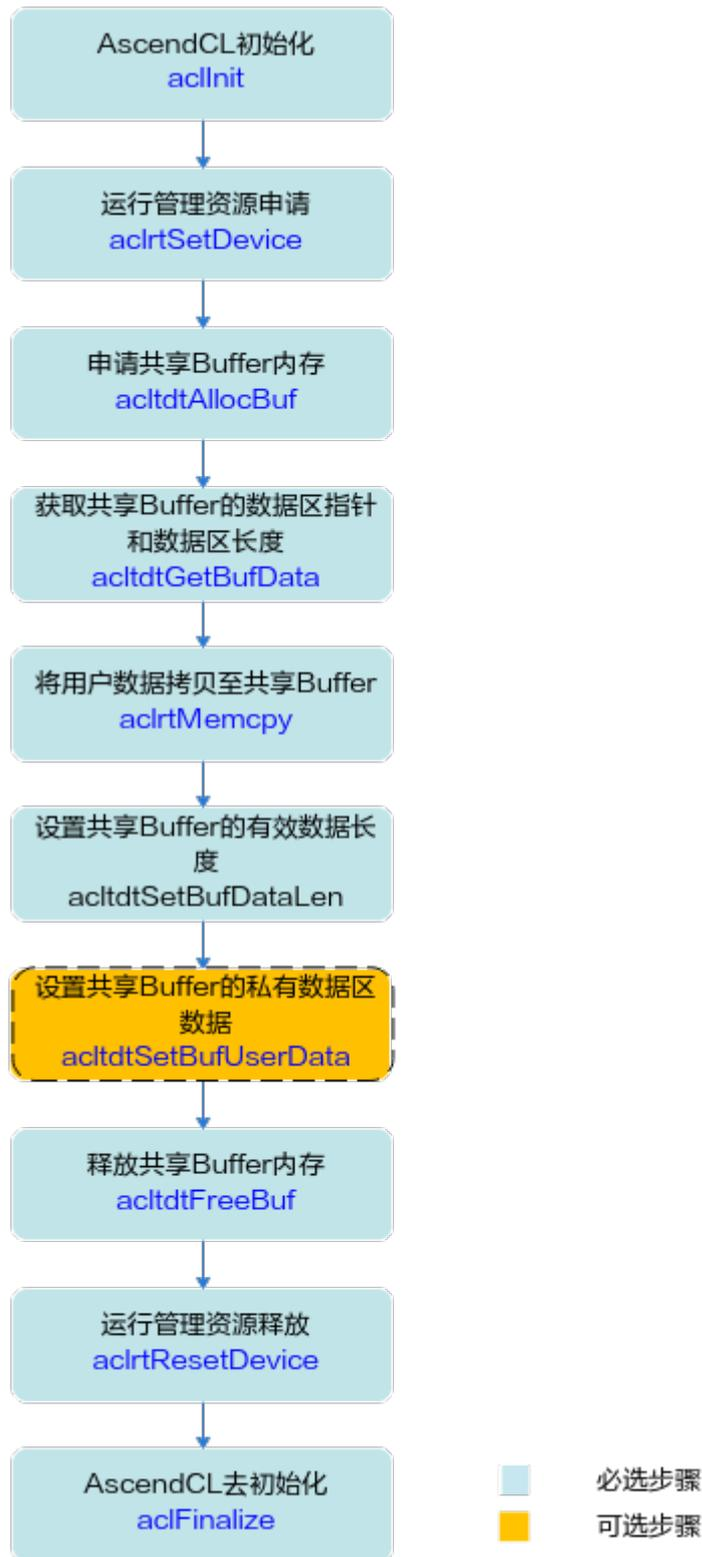 AscendCL初始化
aclInit
运行管理资源申请
aclrtSetDevice
申请共享Buffer内存
acltdtAllocBuf
获取共享Buffer的数据区指针
和数据区长度
acltdtGetBufData
将用户数据拷贝至共享Buffer
aclrtMemcpy
设置共享Buffer的有效数据长
度
acltdtSetBufDataLen
设置共享Buffer的私有数据区
数据
acltdtSetBufUserData
释放共享Buffer内存
acltdtFreeBuf
运行管理资源释放
aclrtResetDevice
AscendCL去初始化
aclFinalize
必选步骤
可选步骤